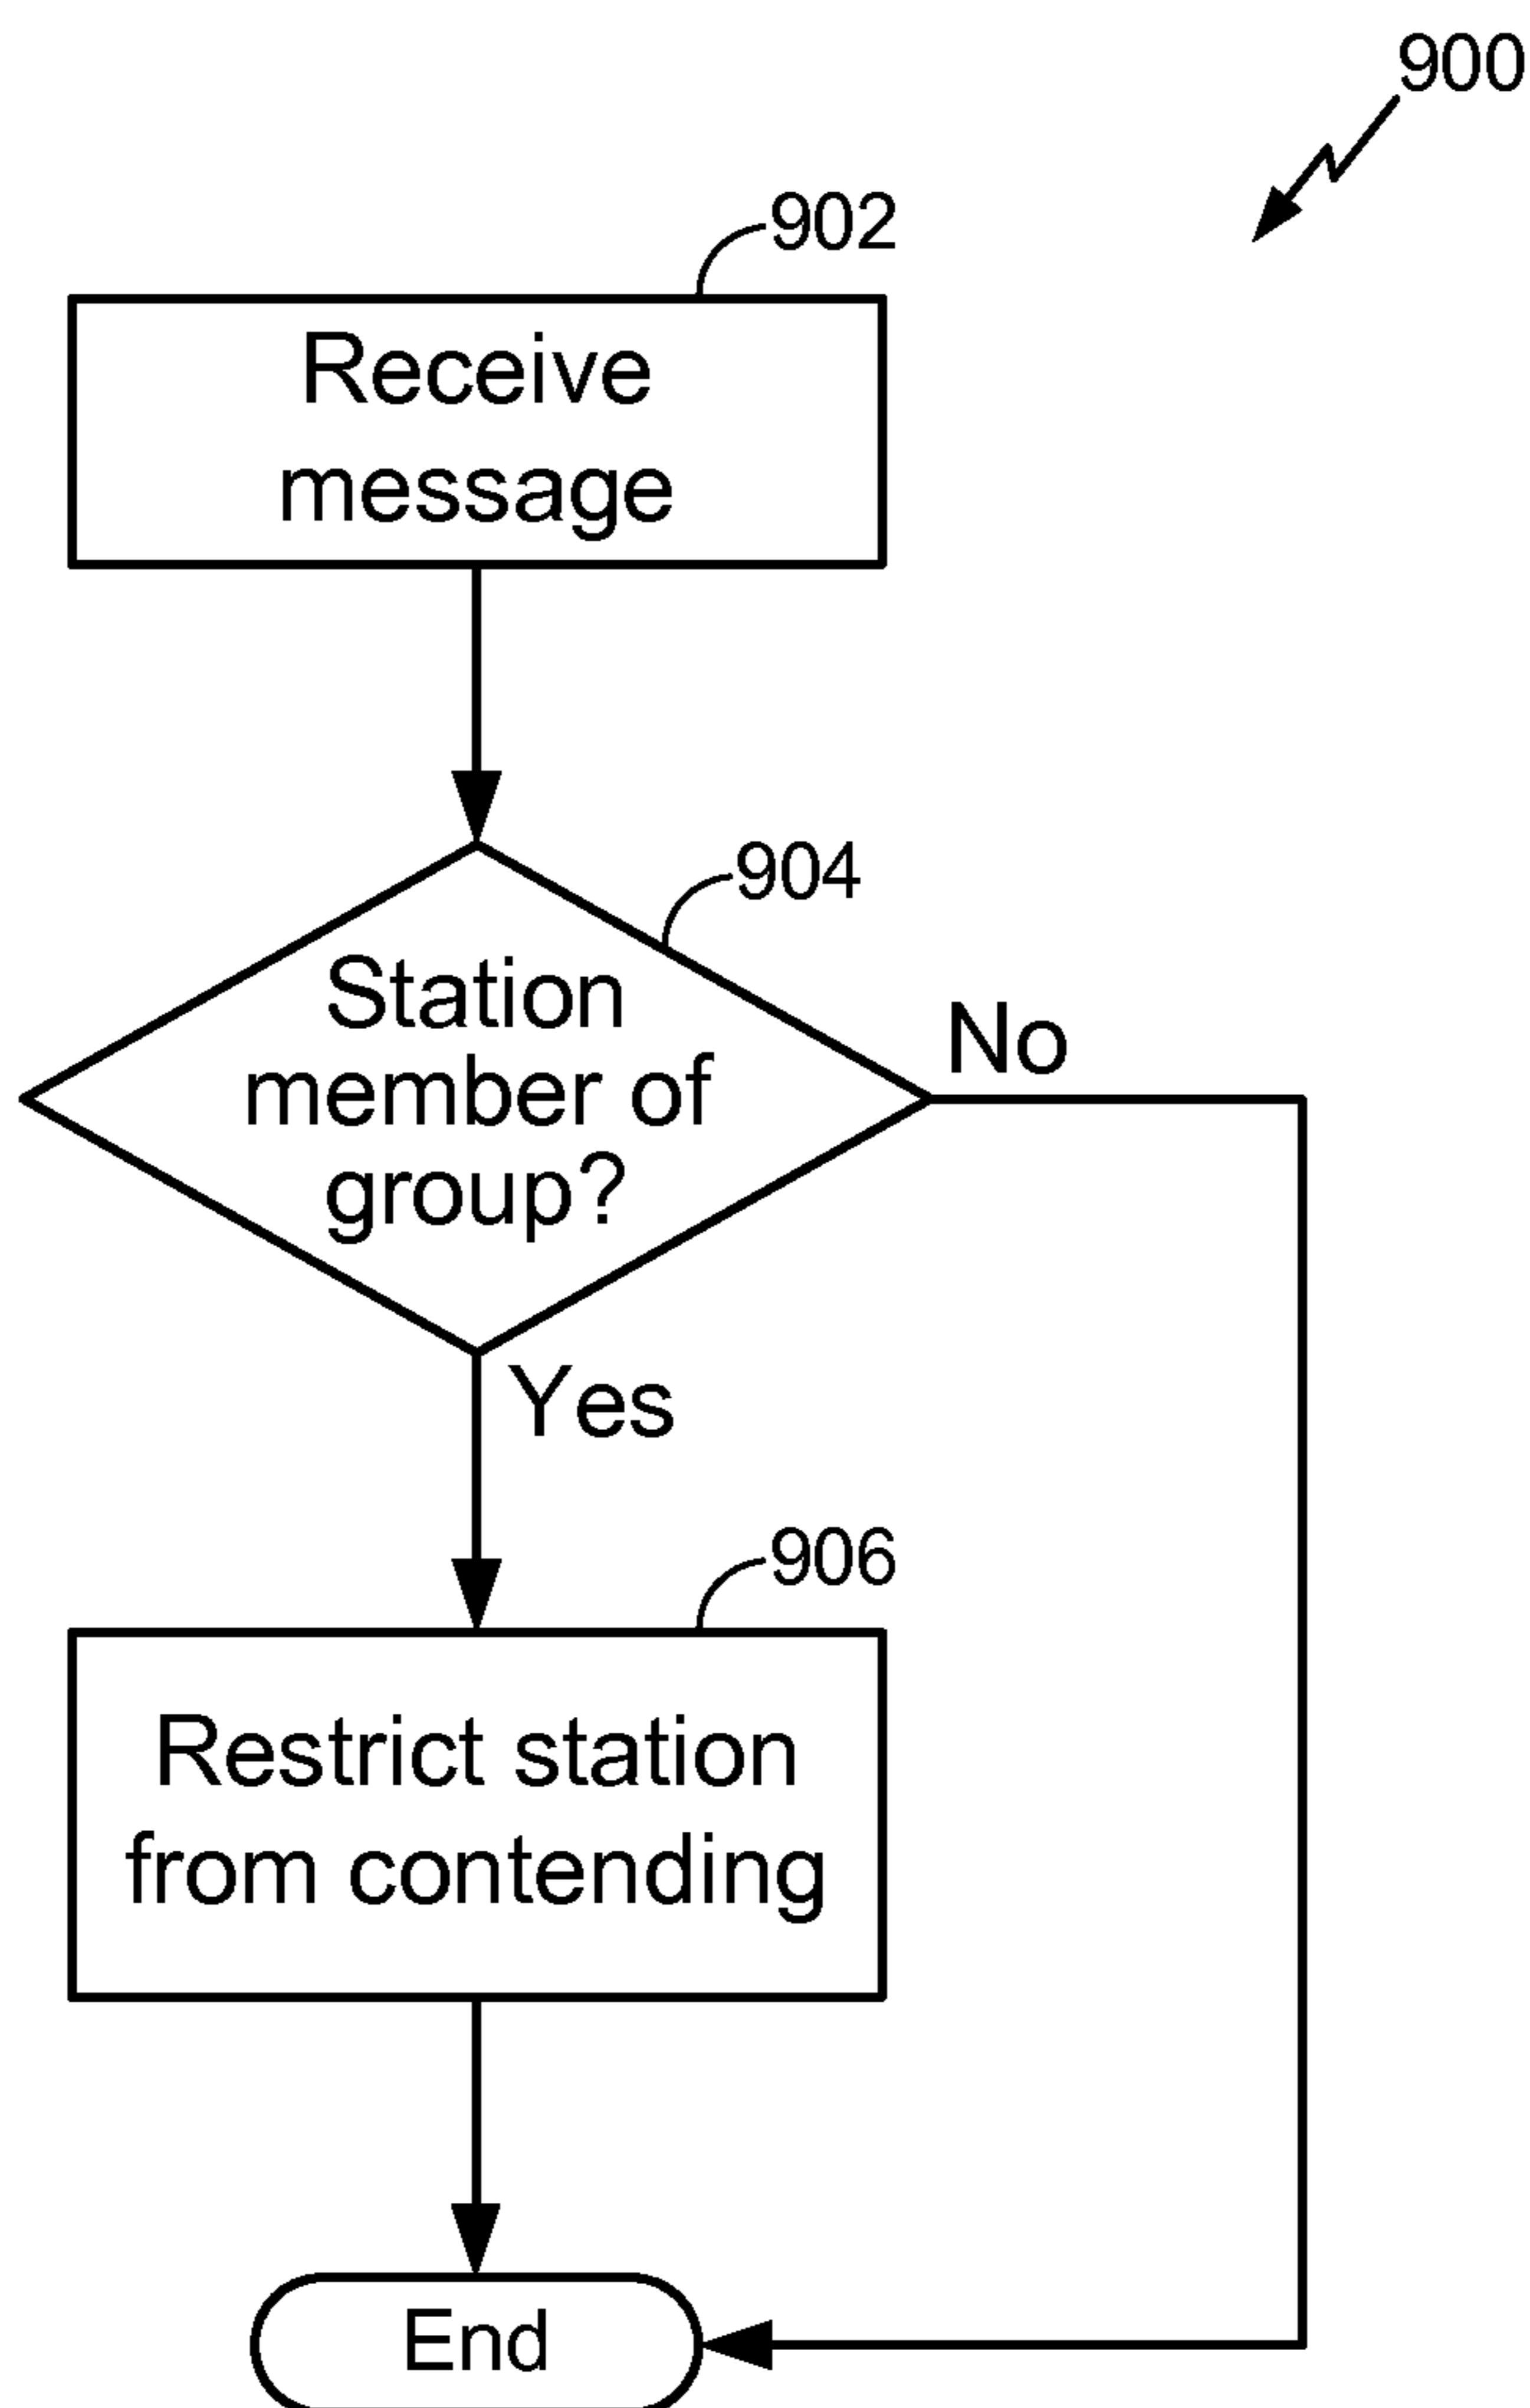 900
902
Receive
message
904
Station
member of
group?
No
Yes
906
Restrict station
from contending
End